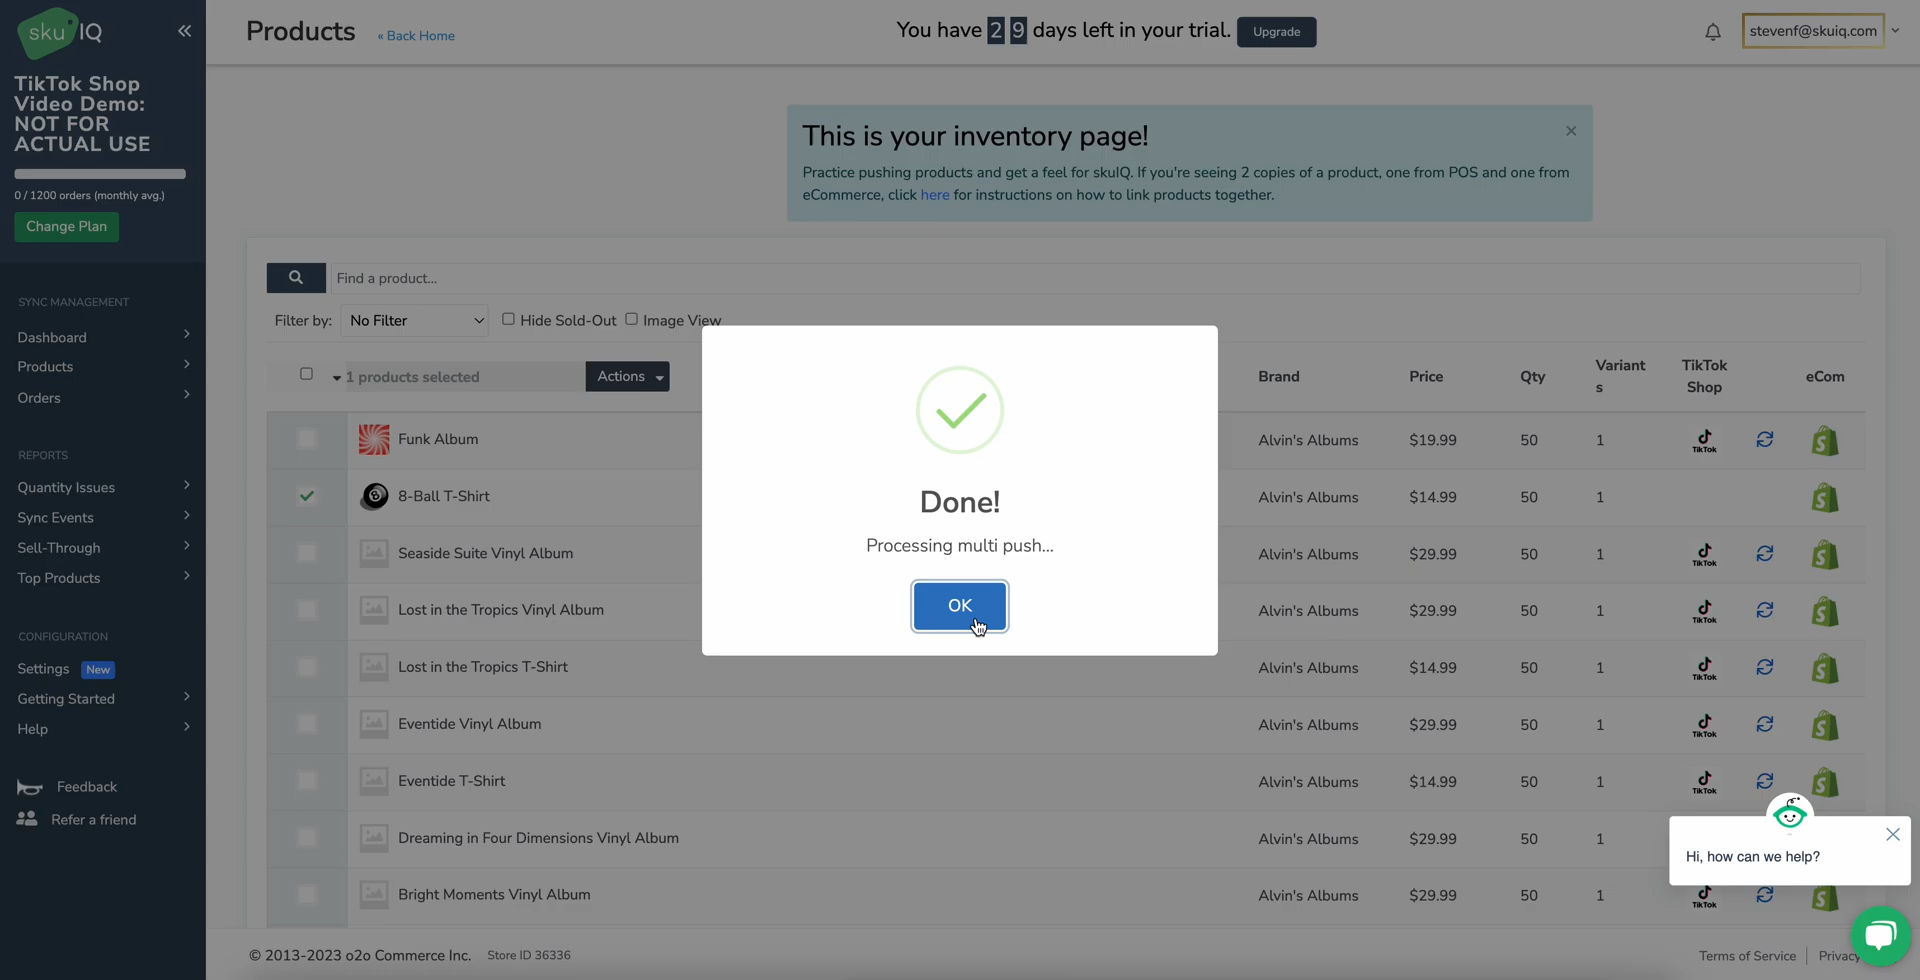 skuIQ
«
TikTok Shop
Video Demo:
NOT FOR
ACTUAL USE
0 / 1200 orders (monthly avg.)
Change Plan
SYNC MANAGEMENT
Dashboard
Products
Orders
REPORTS
Quantity Issues
Sync Events
Sell-Through
Top Products
CONFIGURATION
Settings New
Getting Started
Help
Feedback
Refer a friend
Products « Back Home
You have 2 9 days left in your trial. Upgrade
stevenf@skuiq.com
This is your inventory page! ×
Practice pushing products and get a feel for skuIQ. If you're seeing 2 copies of a product, one from POS and one from
eCommerce, click here for instructions on how to link products together.
Find a product...
Filter by: No Filter Hide Sold-Out Image View
1 products selected Actions Brand Price Qty Variants TikTok Shop eCom
Funk Album Alvin's Albums $19.99 50 1 TikTok
8-Ball T-Shirt Alvin's Albums $14.99 50 1
Seaside Suite Vinyl Album Alvin's Albums $29.99 50 1 TikTok
Lost in the Tropics Vinyl Album Alvin's Albums $29.99 50 1 TikTok
Lost in the Tropics T-Shirt Alvin's Albums $14.99 50 1 TikTok
Eventide Vinyl Album Alvin's Albums $29.99 50 1 TikTok
Eventide T-Shirt Alvin's Albums $14.99 50 1 TikTok
Dreaming in Four Dimensions Vinyl Album Alvin's Albums $29.99 50 1
Bright Moments Vinyl Album Alvin's Albums $29.99 50 1 TikTok
Done!
Processing multi push...
OK
Hi, how can we help?
© 2013-2023 o2o Commerce Inc. Store ID 36336
Terms of Service Privacy